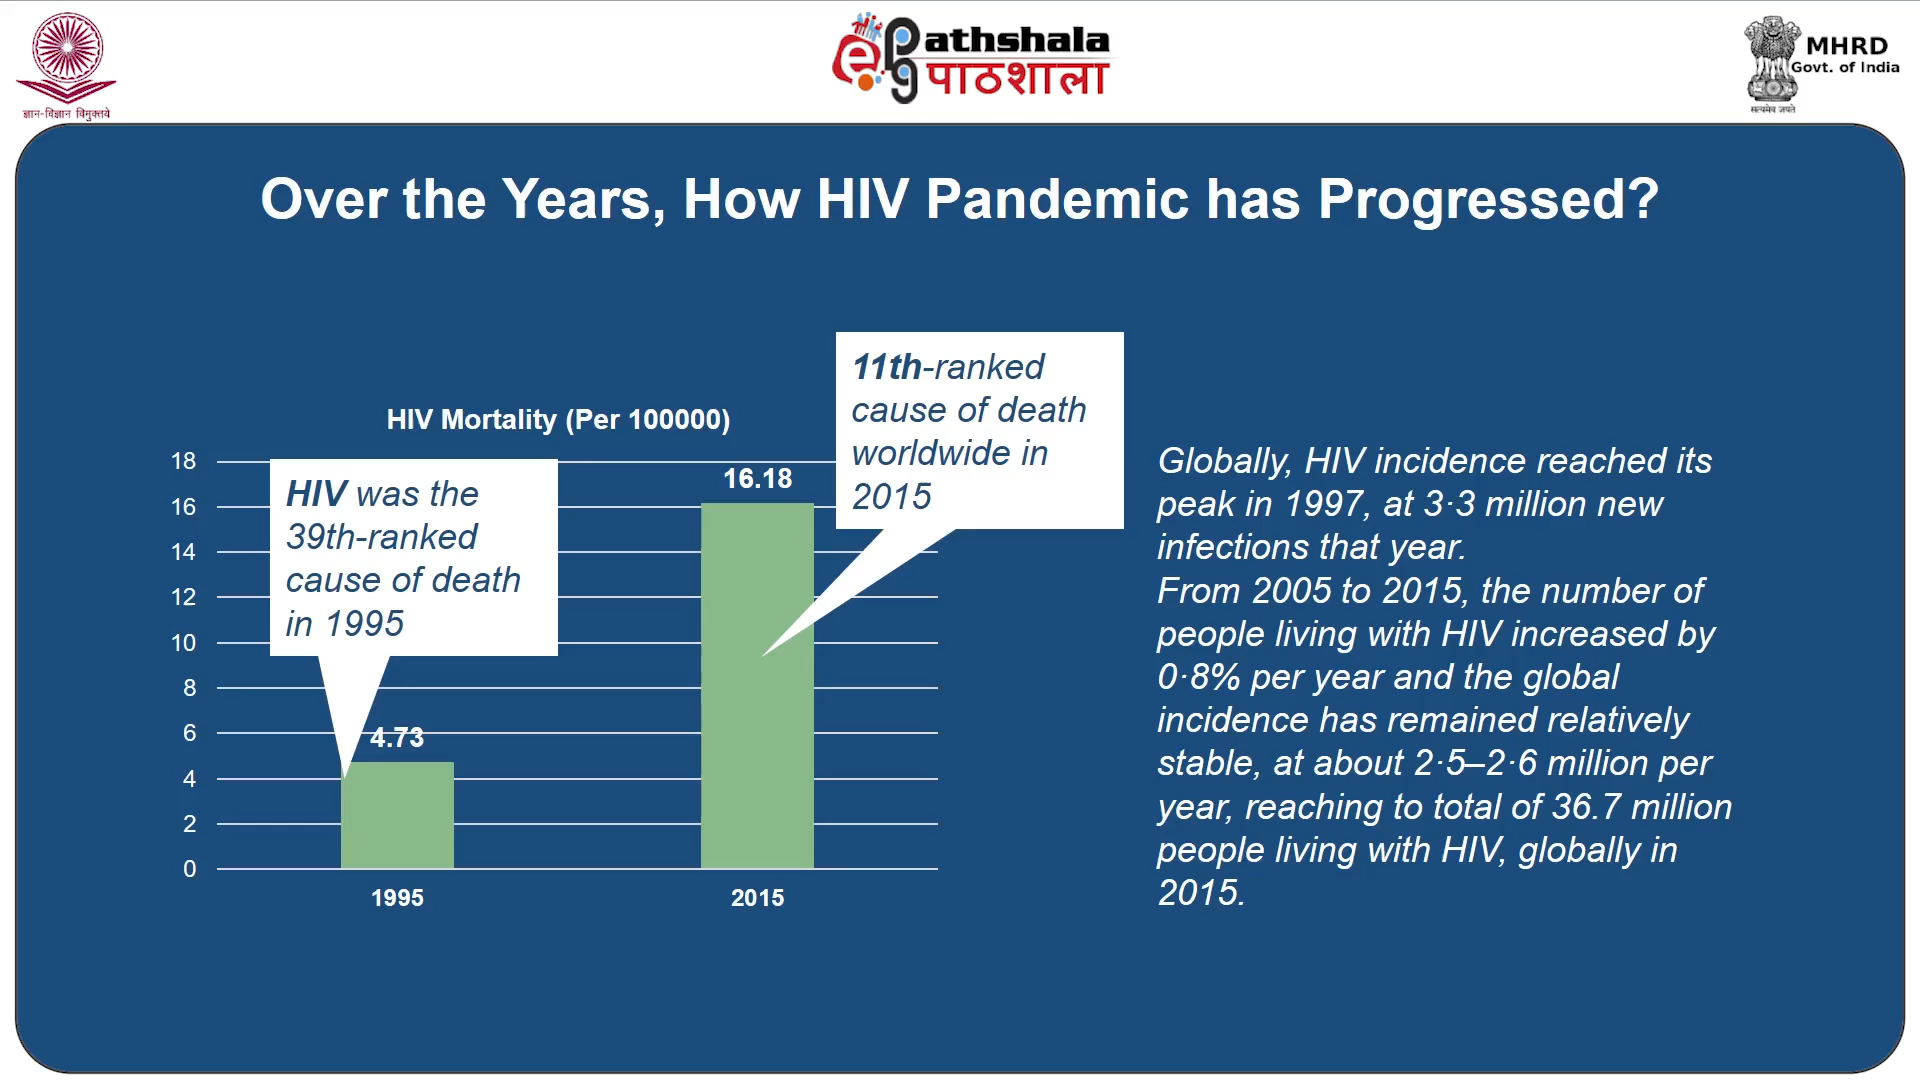 ज्ञान-विज्ञान विमुक्तये
e Pg athshala
पाठशाला
सत्यमेव जयते
MHRD
Govt. of India
Over the Years, How HIV Pandemic has Progressed?
HIV Mortality (Per 100000)
18
16
14
12
10
8
6
4
2
0
HIV was the
39th-ranked
cause of death
in 1995
4.73
16.18
11th-ranked
cause of death
worldwide in
2015
1995
2015
Globally, HIV incidence reached its
peak in 1997, at 3·3 million new
infections that year.
From 2005 to 2015, the number of
people living with HIV increased by
0·8% per year and the global
incidence has remained relatively
stable, at about 2·5–2·6 million per
year, reaching to total of 36.7 million
people living with HIV, globally in
2015.